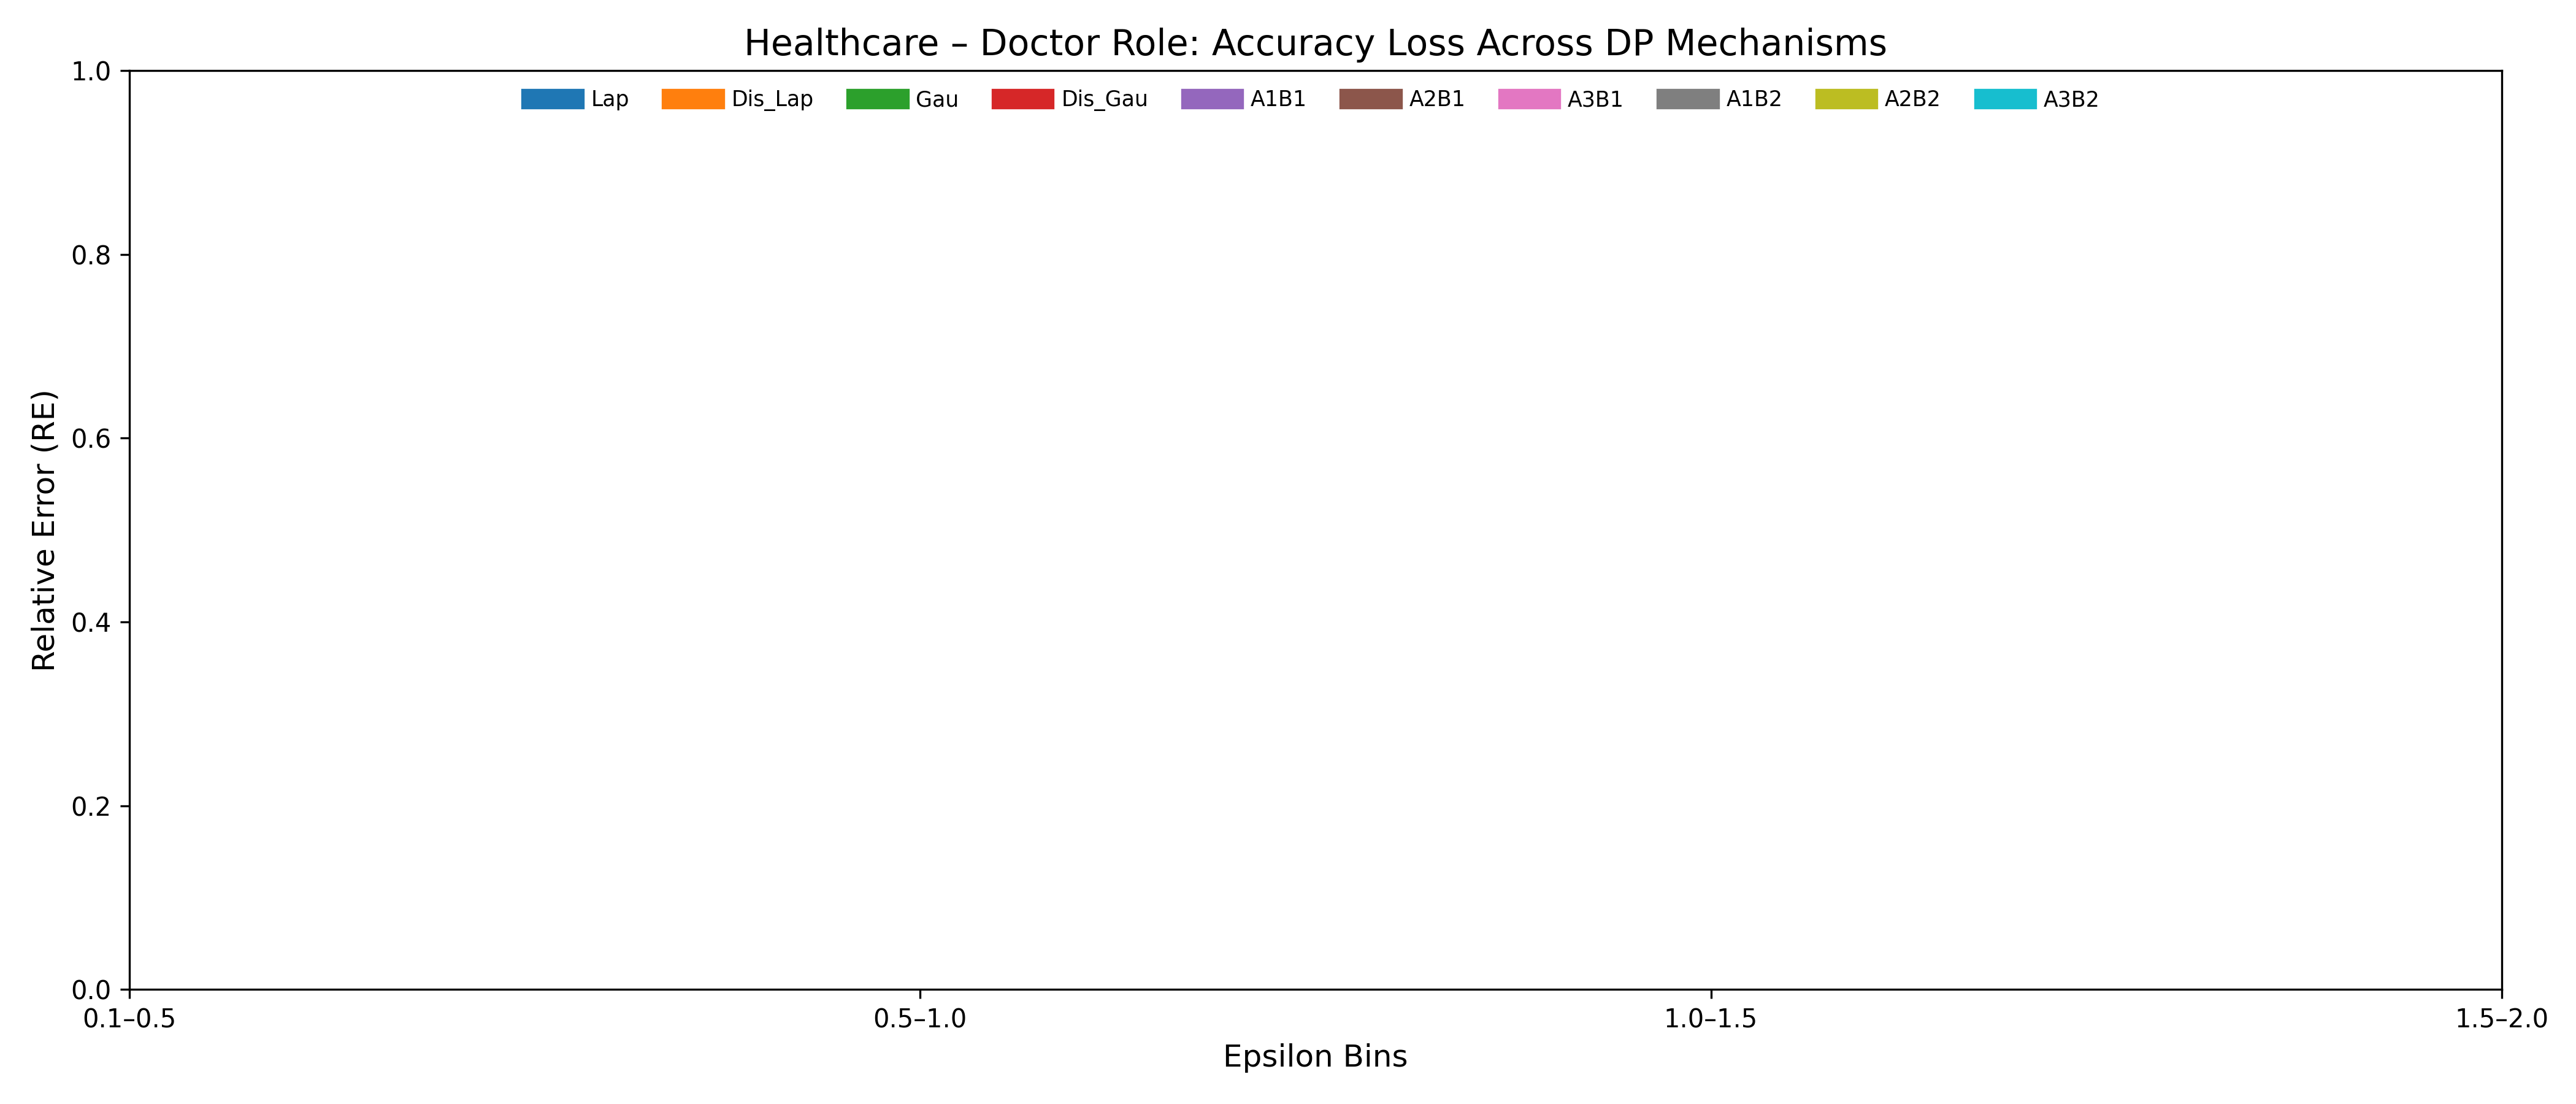 Healthcare – Doctor Role: Accuracy Loss Across DP Mechanisms
Lap Dis_Lap Gau Dis_Gau A1B1 A2B1 A3B1 A1B2 A2B2 A3B2
Relative Error (RE)
1.0
0.8
0.6
0.4
0.2
0.0
0.1–0.5 0.5–1.0 1.0–1.5 1.5–2.0
Epsilon Bins